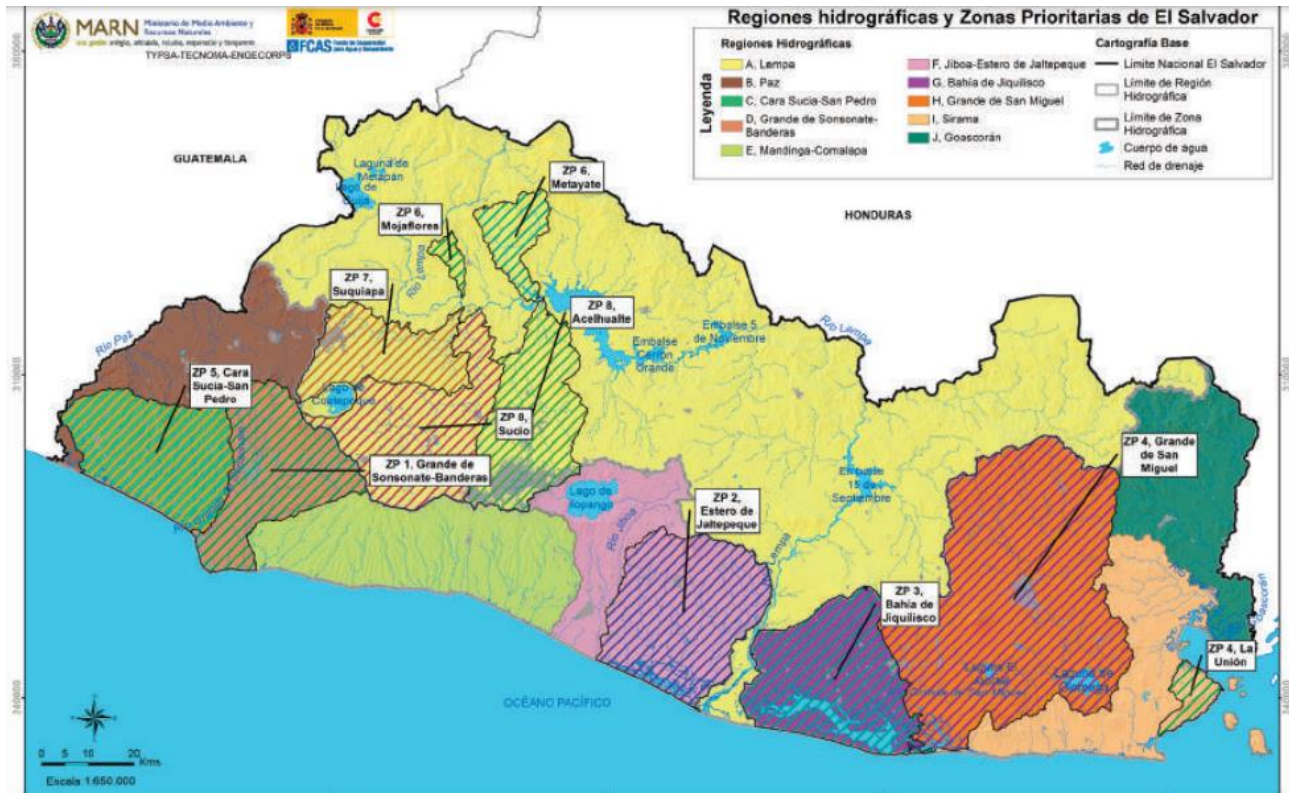 MARN
Ministerio de Medio Ambiente y
Recursos Naturales
FCAS
Fondo de Cooperación
para Agua y Saneamiento
TYPSA-TECNOMA-ENGECORPS
Regiones hidrográficas y Zonas Prioritarias de El Salvador
Leyenda
Regiones Hidrográficas
A, Lempa
B, Paz
C, Cara Sucia-San Pedro
D, Grande de Sonsonate-
Banderas
E, Mandinga-Comalapa
F, Jiboa-Estero de Jaltepeque
G, Bahía de Jiquilisco
H, Grande de San Miguel
I, Sirama
J, Goascorán
Cartografía Base
Límite Nacional El Salvador
Límite de Región
Hidrográfica
Límite de Zona
Hidrográfica
Cuerpo de agua
Red de drenaje
GUATEMALA
HONDURAS
Laguna de
Metapán
Lago de
Güija
ZP 6,
Metayate
ZP 6,
Mojaflores
Río Lempa
ZP 7,
Suquiapa
ZP 8,
Acelhuate
Embalse 5
de Noviembre
Río Lempa
Embalse
Cerrón
Grande
Río Paz
310000
310000
ZP 5, Cara
Sucia-San
Pedro
Lago de
Coatepeque
ZP 8,
Sucio
ZP 4, Grande
de San
Miguel
ZP 1, Grande de
Sonsonate-Banderas
Lago de
Ilopango
Río Jiboa
Embalse
15 de
Septiembre
ZP 2,
Estero de
Jaltepeque
ZP 3,
Bahía de
Jiquilisco
ZP 4, La
Unión
OCÉANO PACÍFICO
0 5 10 20
Kms
Escala 1:650.000